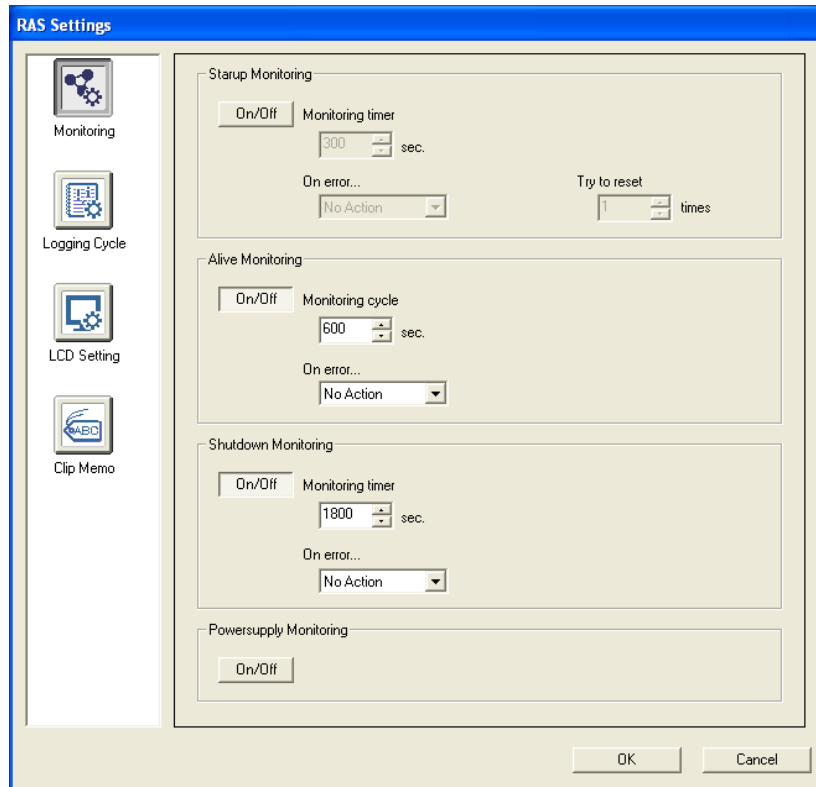 RAS Settings
Monitoring
Logging Cycle
LCD Setting
ABC
Clip Memo
Starup Monitoring
On/Off Monitoring timer
300 sec.
On error... Try to reset
No Action 1 times
Alive Monitoring
On/Off Monitoring cycle
600 sec.
On error...
No Action
Shutdown Monitoring
On/Off Monitoring timer
1800 sec.
On error...
No Action
Powersupply Monitoring
On/Off
OK Cancel